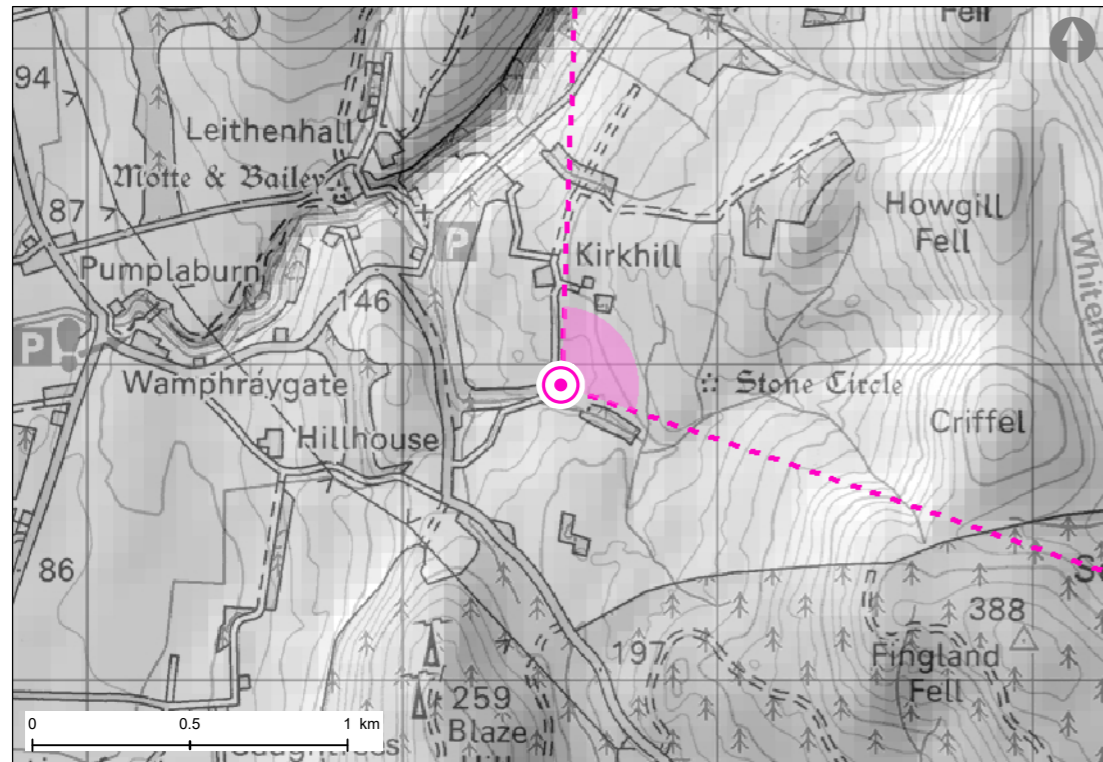 Fell
94
Leithenhall
Motte & Bailey
87
Howgill
Fell
P
Kirkhill
Pumplaburn
146
P
Wamphraygate
Stone Circle
Criffel
Hillhouse
86
388
197
Fingland
Fell
259
Blaze
0 0.5 1 km